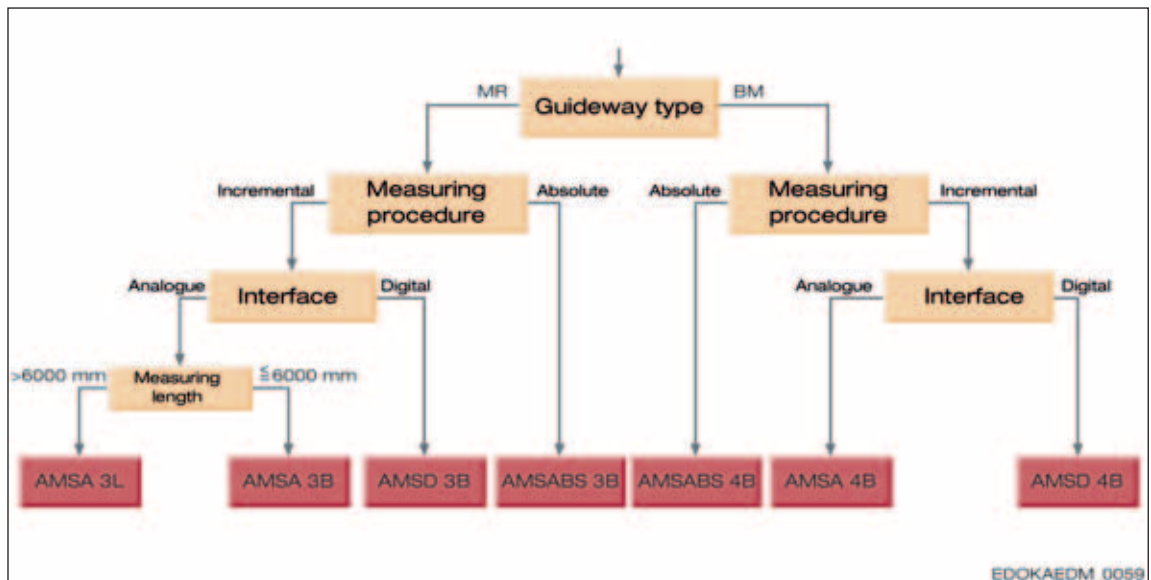 MR
Guideway type
BM
Incremental
Measuring
procedure
Absolute
Absolute
Measuring
procedure
Incremental
Analogue
Interface
Digital
Analogue
Interface
Digital
>6000 mm
Measuring
length
≦6000 mm
AMSA 3L
AMSA 3B
AMSD 3B
AMSABS 3B
AMSABS 4B
AMSA 4B
AMSD 4B
EDOKAEDM_0059